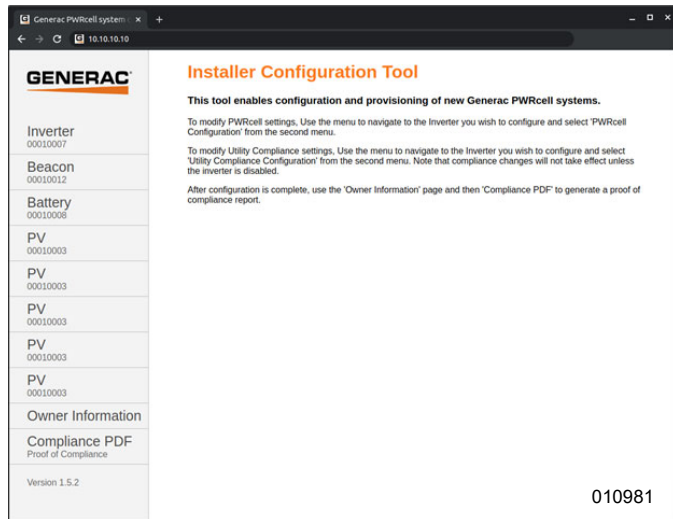 Generac PWRcell system c
10.10.10.10
GENERAC
Inverter
00010007
Beacon
00010012
Battery
00010008
PV
00010003
PV
00010003
PV
00010003
PV
00010003
PV
00010003
Owner Information
Compliance PDF
Proof of Compliance
Version 1.5.2
Installer Configuration Tool
This tool enables configuration and provisioning of new Generac PWRcell systems.
To modify PWRcell settings, Use the menu to navigate to the Inverter you wish to configure and select 'PWRcell
Configuration' from the second menu.
To modify Utility Compliance settings, Use the menu to navigate to the Inverter you wish to configure and select
'Utility Compliance Configuration' from the second menu. Note that compliance changes will not take effect unless
the inverter is disabled.
After configuration is complete, use the 'Owner Information' page and then 'Compliance PDF' to generate a proof of
compliance report.
010981